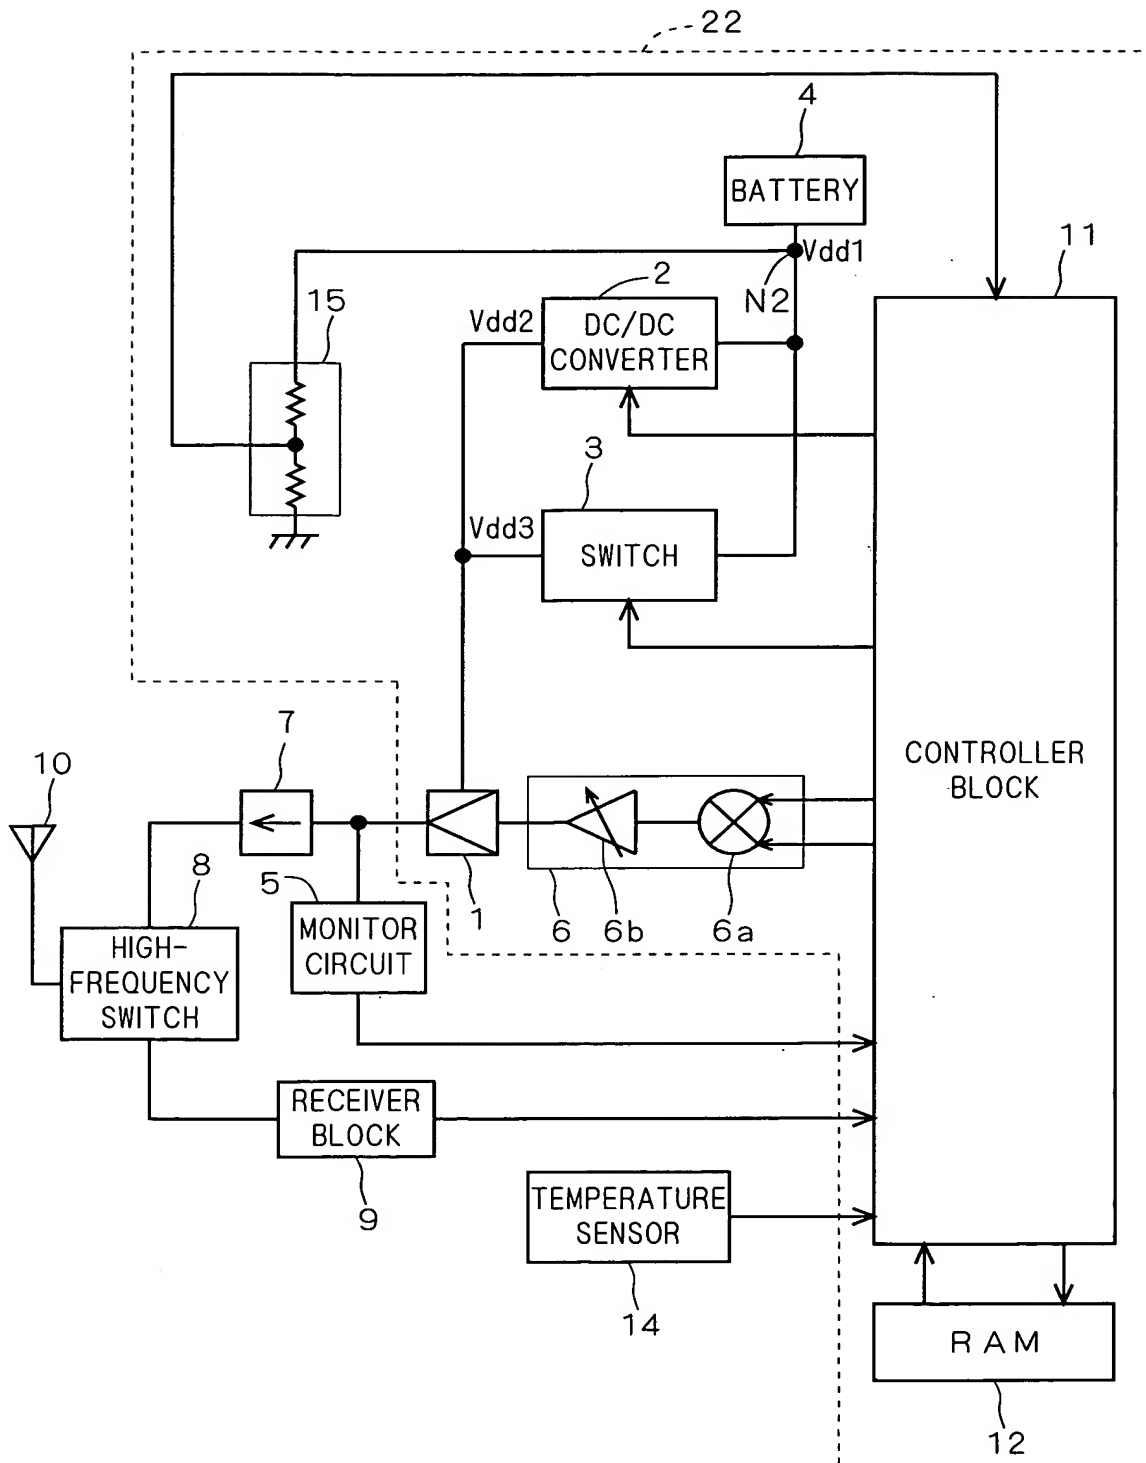 22
4
BATTERY
Vdd1
N2
11
2
15
Vdd2
DC/DC
CONVERTER
3
Vdd3
SWITCH
CONTROLLER
BLOCK
7
10
8
5
1
6
6b
6a
MONITOR
CIRCUIT
HIGH-
FREQUENCY
SWITCH
RECEIVER
BLOCK
9
TEMPERATURE
SENSOR
14
RAM
12